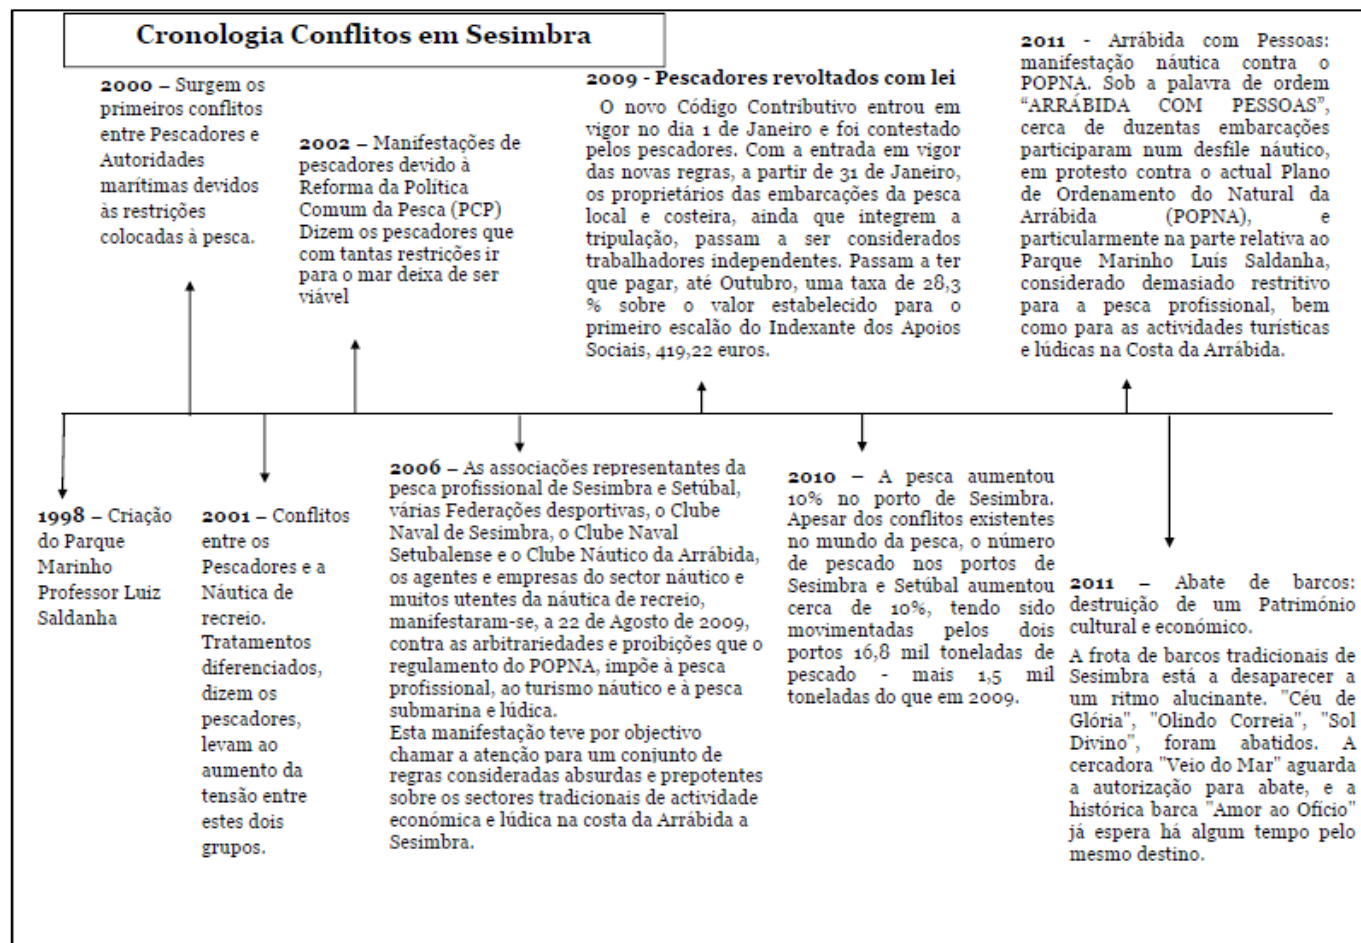 Cronologia Conflitos em Sesimbra
2000 – Surgem os
primeiros conflitos
entre Pescadores e
Autoridades
marítimas devidos
às restrições
colocadas à pesca.
2002 – Manifestações de
pescadores devido à
Reforma da Política
Comum da Pesca (PCP)
Dizem os pescadores que
com tantas restrições ir
para o mar deixa de ser
viável
2009 - Pescadores revoltados com lei
O novo Código Contributivo entrou em
vigor no dia 1 de Janeiro e foi contestado
pelos pescadores. Com a entrada em vigor
das novas regras, a partir de 31 de Janeiro,
os proprietários das embarcações da pesca
local e costeira, ainda que integrem a
tripulação, passam a ser considerados
trabalhadores independentes. Passam a ter
que pagar, até Outubro, uma taxa de 28,3
% sobre o valor estabelecido para o
primeiro escalão do Indexante dos Apoios
Sociais, 419,22 euros.
2011 - Arrábida com Pessoas:
manifestação náutica contra o
POPNA. Sob a palavra de ordem
“ARRÁBIDA COM PESSOAS”,
cerca de duzentas embarcações
participaram num desfile náutico,
em protesto contra o actual Plano
de Ordenamento do Natural da
Arrábida (POPNA), e
particularmente na parte relativa ao
Parque Marinho Luís Saldanha,
considerado demasiado restritivo
para a pesca profissional, bem
como para as actividades turísticas
e lúdicas na Costa da Arrábida.
1998 – Criação
do Parque
Marinho
Professor Luiz
Saldanha
2001 – Conflitos
entre os
Pescadores e a
Náutica de
recreio.
Tratamentos
diferenciados,
dizem os
pescadores,
levam ao
aumento da
tensão entre
estes dois
grupos.
2006 – As associações representantes da
pesca profissional de Sesimbra e Setúbal,
várias Federações desportivas, o Clube
Naval de Sesimbra, o Clube Naval
Setubalense e o Clube Náutico da Arrábida,
os agentes e empresas do sector náutico e
muitos utentes da náutica de recreio,
manifestaram-se, a 22 de Agosto de 2009,
contra as arbitrariedades e proibições que o
regulamento do POPNA, impõe à pesca
profissional, ao turismo náutico e à pesca
submarina e lúdica.
Esta manifestação teve por objectivo
chamar a atenção para um conjunto de
regras consideradas absurdas e prepotentes
sobre os sectores tradicionais de actividade
económica e lúdica na costa da Arrábida a
Sesimbra.
2010 – A pesca aumentou
10% no porto de Sesimbra.
Apesar dos conflitos existentes
no mundo da pesca, o número
de pescado nos portos de
Sesimbra e Setúbal aumentou
cerca de 10%, tendo sido
movimentadas pelos dois
portos 16,8 mil toneladas de
pescado - mais 1,5 mil
toneladas do que em 2009.
2011 – Abate de barcos:
destruição de um Património
cultural e económico.
A frota de barcos tradicionais de
Sesimbra está a desaparecer a
um ritmo alucinante. "Céu de
Glória", "Olindo Correia", "Sol
Divino", foram abatidos. A
cercadora "Veio do Mar" aguarda
a autorização para abate, e a
histórica barca "Amor ao Ofício"
já espera há algum tempo pelo
mesmo destino.